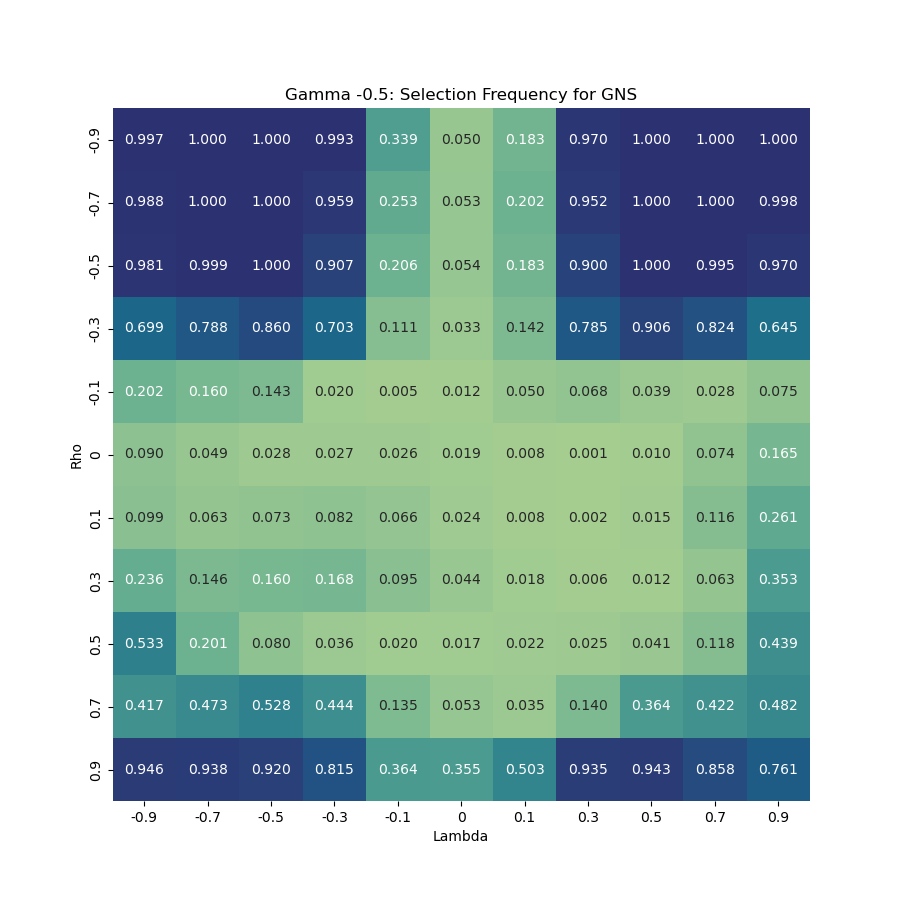 Gamma -0.5: Selection Frequency for GNS
-0.9 0.997 1.000 1.000 0.993 0.339 0.050 0.183 0.970 1.000 1.000 1.000
-0.7 0.988 1.000 1.000 0.959 0.253 0.053 0.202 0.952 1.000 1.000 0.998
-0.5 0.981 0.999 1.000 0.907 0.206 0.054 0.183 0.900 1.000 0.995 0.970
-0.3 0.699 0.788 0.860 0.703 0.111 0.033 0.142 0.785 0.906 0.824 0.645
-0.1 0.202 0.160 0.143 0.020 0.005 0.012 0.050 0.068 0.039 0.028 0.075
Rho
0 0.090 0.049 0.028 0.027 0.026 0.019 0.008 0.001 0.010 0.074 0.165
0.1 0.099 0.063 0.073 0.082 0.066 0.024 0.008 0.002 0.015 0.116 0.261
0.3 0.236 0.146 0.160 0.168 0.095 0.044 0.018 0.006 0.012 0.063 0.353
0.5 0.533 0.201 0.080 0.036 0.020 0.017 0.022 0.025 0.041 0.118 0.439
0.7 0.417 0.473 0.528 0.444 0.135 0.053 0.035 0.140 0.364 0.422 0.482
0.9 0.946 0.938 0.920 0.815 0.364 0.355 0.503 0.935 0.943 0.858 0.761
-0.9 -0.7 -0.5 -0.3 -0.1 0 0.1 0.3 0.5 0.7 0.9
Lambda